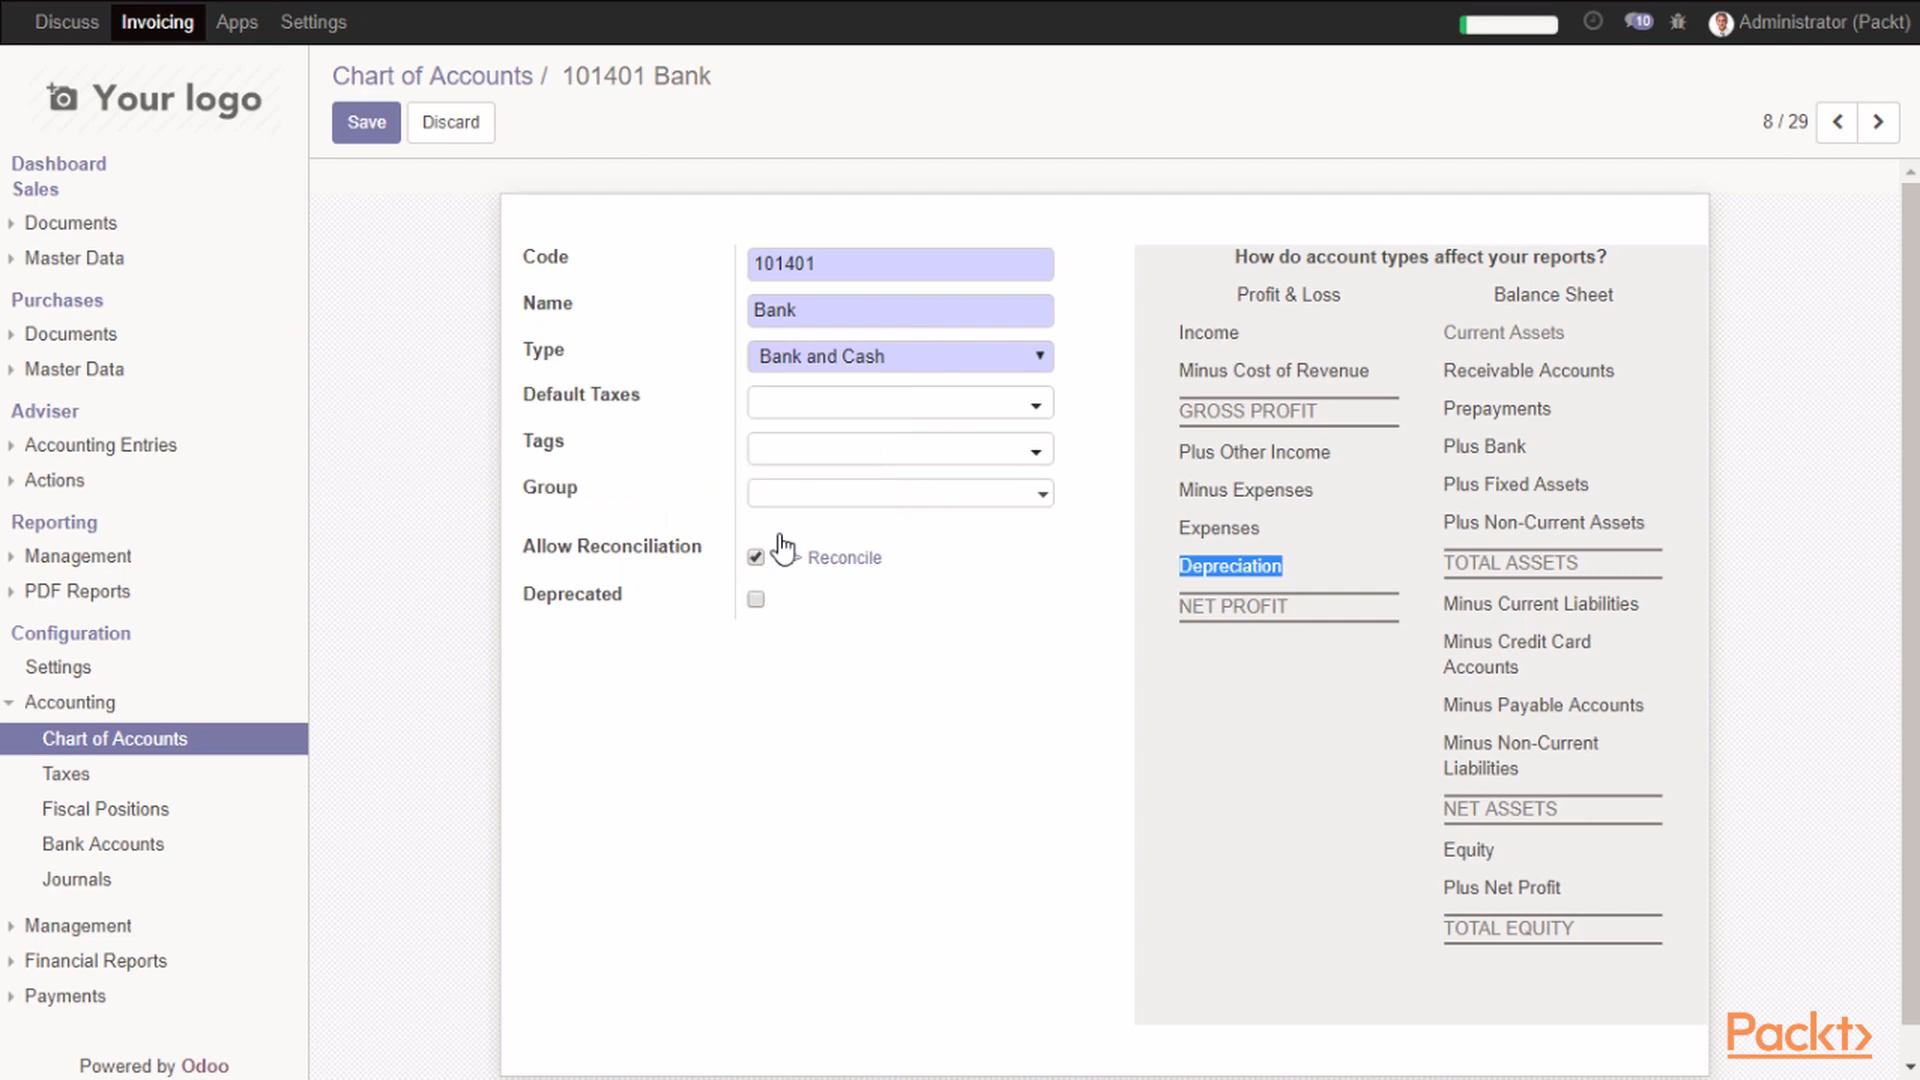 Discuss Invoicing Apps Settings
10 Administrator (Packt)
Your logo
Chart of Accounts / 101401 Bank
Save Discard
8 / 29
Dashboard
Sales
Documents
Master Data
Purchases
Documents
Master Data
Adviser
Accounting Entries
Actions
Reporting
Management
PDF Reports
Configuration
Settings
Accounting
Chart of Accounts
Taxes
Fiscal Positions
Bank Accounts
Journals
Management
Financial Reports
Payments
Powered by Odoo
Code 101401
Name Bank
Type Bank and Cash
Default Taxes
Tags
Group
Allow Reconciliation Reconcile
Deprecated
How do account types affect your reports?
Profit & Loss
Income
Minus Cost of Revenue
GROSS PROFIT
Plus Other Income
Minus Expenses
Expenses
Depreciation
NET PROFIT
Balance Sheet
Current Assets
Receivable Accounts
Prepayments
Plus Bank
Plus Fixed Assets
Plus Non-Current Assets
TOTAL ASSETS
Minus Current Liabilities
Minus Credit Card
Accounts
Minus Payable Accounts
Minus Non-Current
Liabilities
NET ASSETS
Equity
Plus Net Profit
TOTAL EQUITY
Packt